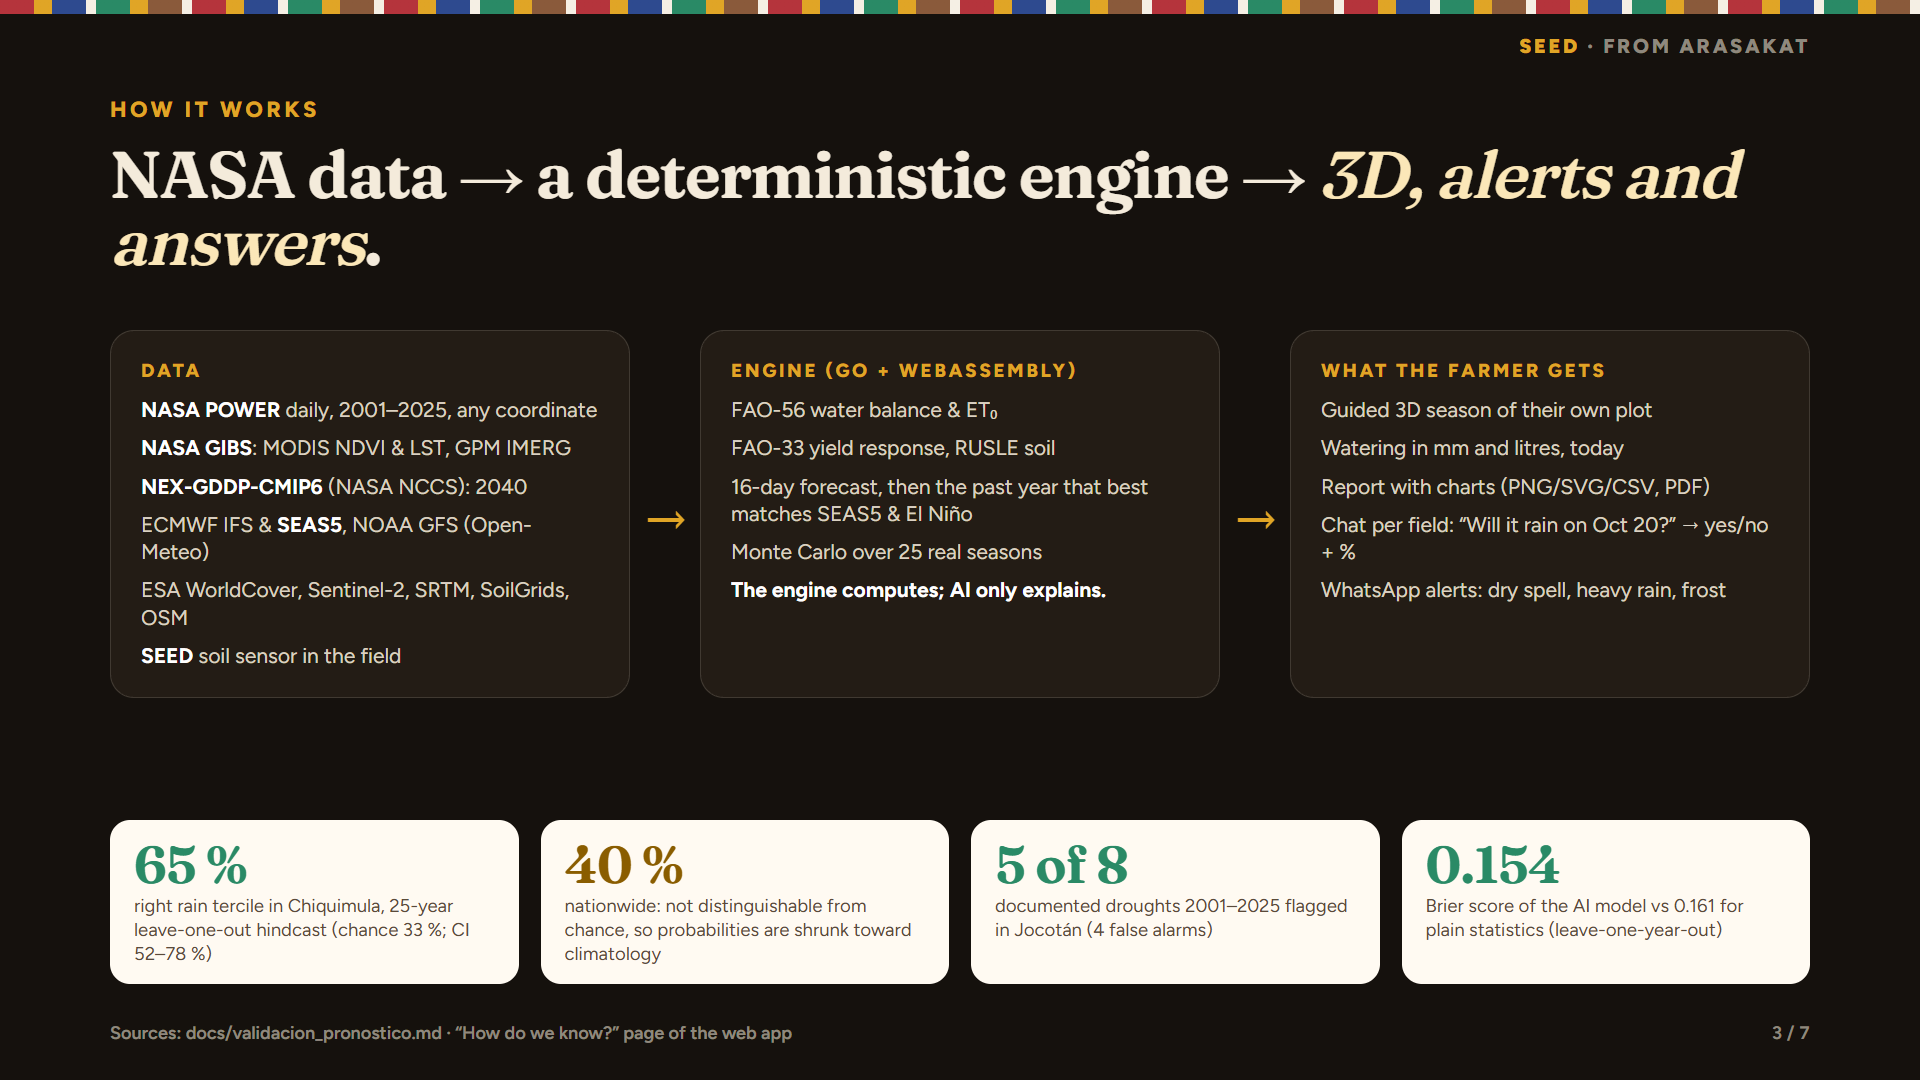 SEED · FROM ARASAKAT
HOW IT WORKS
NASA data → a deterministic engine → 3D, alerts and
answers.
DATA
NASA POWER daily, 2001–2025, any coordinate
NASA GIBS: MODIS NDVI & LST, GPM IMERG
NEX-GDDP-CMIP6 (NASA NCCS): 2040
ECMWF IFS & SEAS5, NOAA GFS (Open-
Meteo)
ESA WorldCover, Sentinel-2, SRTM, SoilGrids,
OSM
SEED soil sensor in the field
→
ENGINE (GO + WEBASSEMBLY)
FAO-56 water balance & ET₀
FAO-33 yield response, RUSLE soil
16-day forecast, then the past year that best
matches SEAS5 & El Niño
Monte Carlo over 25 real seasons
The engine computes; AI only explains.
→
WHAT THE FARMER GETS
Guided 3D season of their own plot
Watering in mm and litres, today
Report with charts (PNG/SVG/CSV, PDF)
Chat per field: “Will it rain on Oct 20?” → yes/no
+ %
WhatsApp alerts: dry spell, heavy rain, frost
65 %
right rain tercile in Chiquimula, 25-year
leave-one-out hindcast (chance 33 %; CI
52–78 %)
40 %
nationwide: not distinguishable from
chance, so probabilities are shrunk toward
climatology
5 of 8
documented droughts 2001–2025 flagged
in Jocotán (4 false alarms)
0.154
Brier score of the AI model vs 0.161 for
plain statistics (leave-one-year-out)
Sources: docs/validacion_pronostico.md · “How do we know?” page of the web app
3 / 7